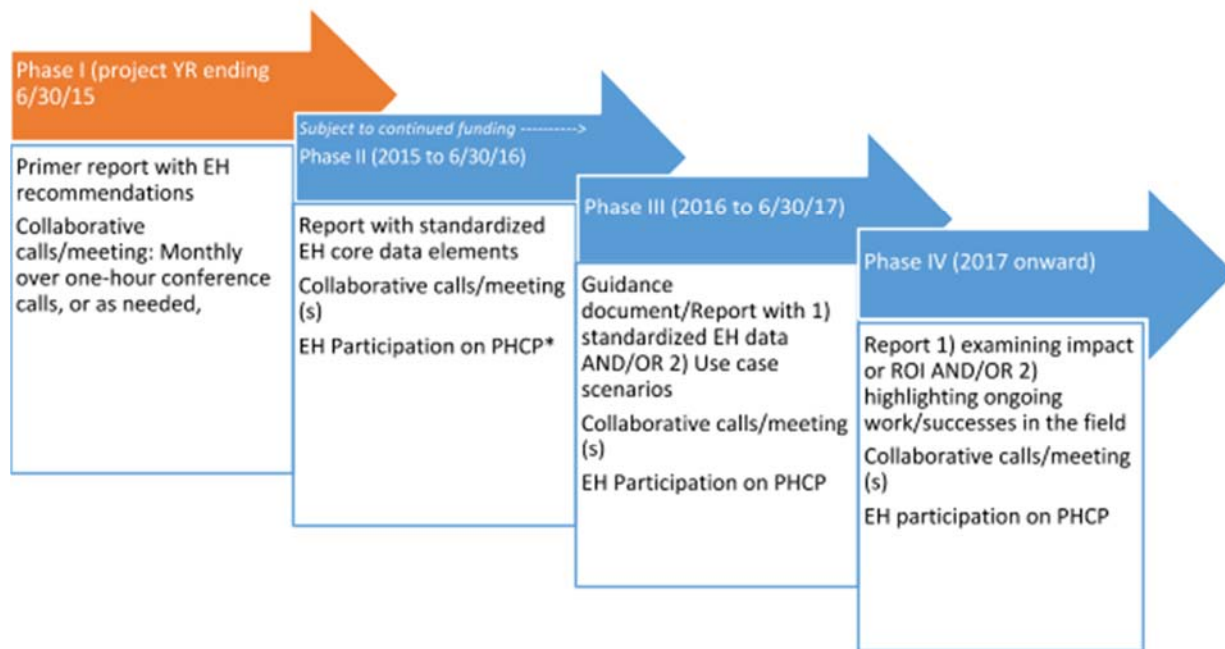 Phase I (project YR ending
6/30/15
Primer report with EH
recommendations
Collaborative
calls/meeting: Monthly
over one-hour conference
calls, or as needed,
Subject to continued funding ---------->
Phase II (2015 to 6/30/16)
Report with standardized
EH core data elements
Collaborative calls/meeting
(s)
EH Participation on PHCP*
Phase III (2016 to 6/30/17)
Guidance
document/Report with 1)
standardized EH data
AND/OR 2) Use case
scenarios
Collaborative calls/meeting
(s)
EH Participation on PHCP
Phase IV (2017 onward)
Report 1) examining impact
or ROI AND/OR 2)
highlighting ongoing
work/successes in the field
Collaborative calls/meeting
(s)
EH participation on PHCP